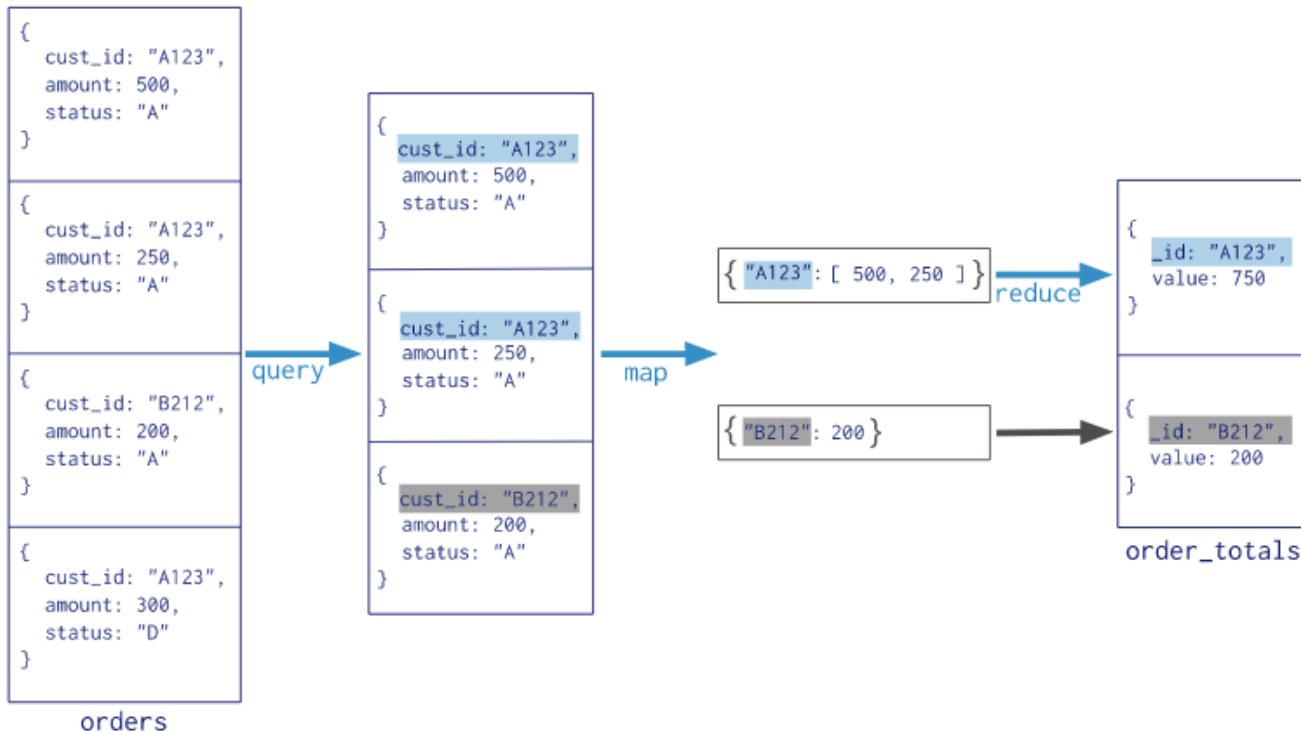 {
cust_id: "A123",
amount: 500,
status: "A"
}
{
cust_id: "A123",
amount: 250,
status: "A"
}
{
cust_id: "B212",
amount: 200,
status: "A"
}
{
cust_id: "A123",
amount: 300,
status: "D"
}
orders
query
{
cust_id: "A123",
amount: 500,
status: "A"
}
{
cust_id: "A123",
amount: 250,
status: "A"
}
{
cust_id: "B212",
amount: 200,
status: "A"
}
map
{ "A123": [ 500, 250 ] }
reduce
{ "B212": 200 }
{
_id: "A123",
value: 750
}
{
_id: "B212",
value: 200
}
order_totals